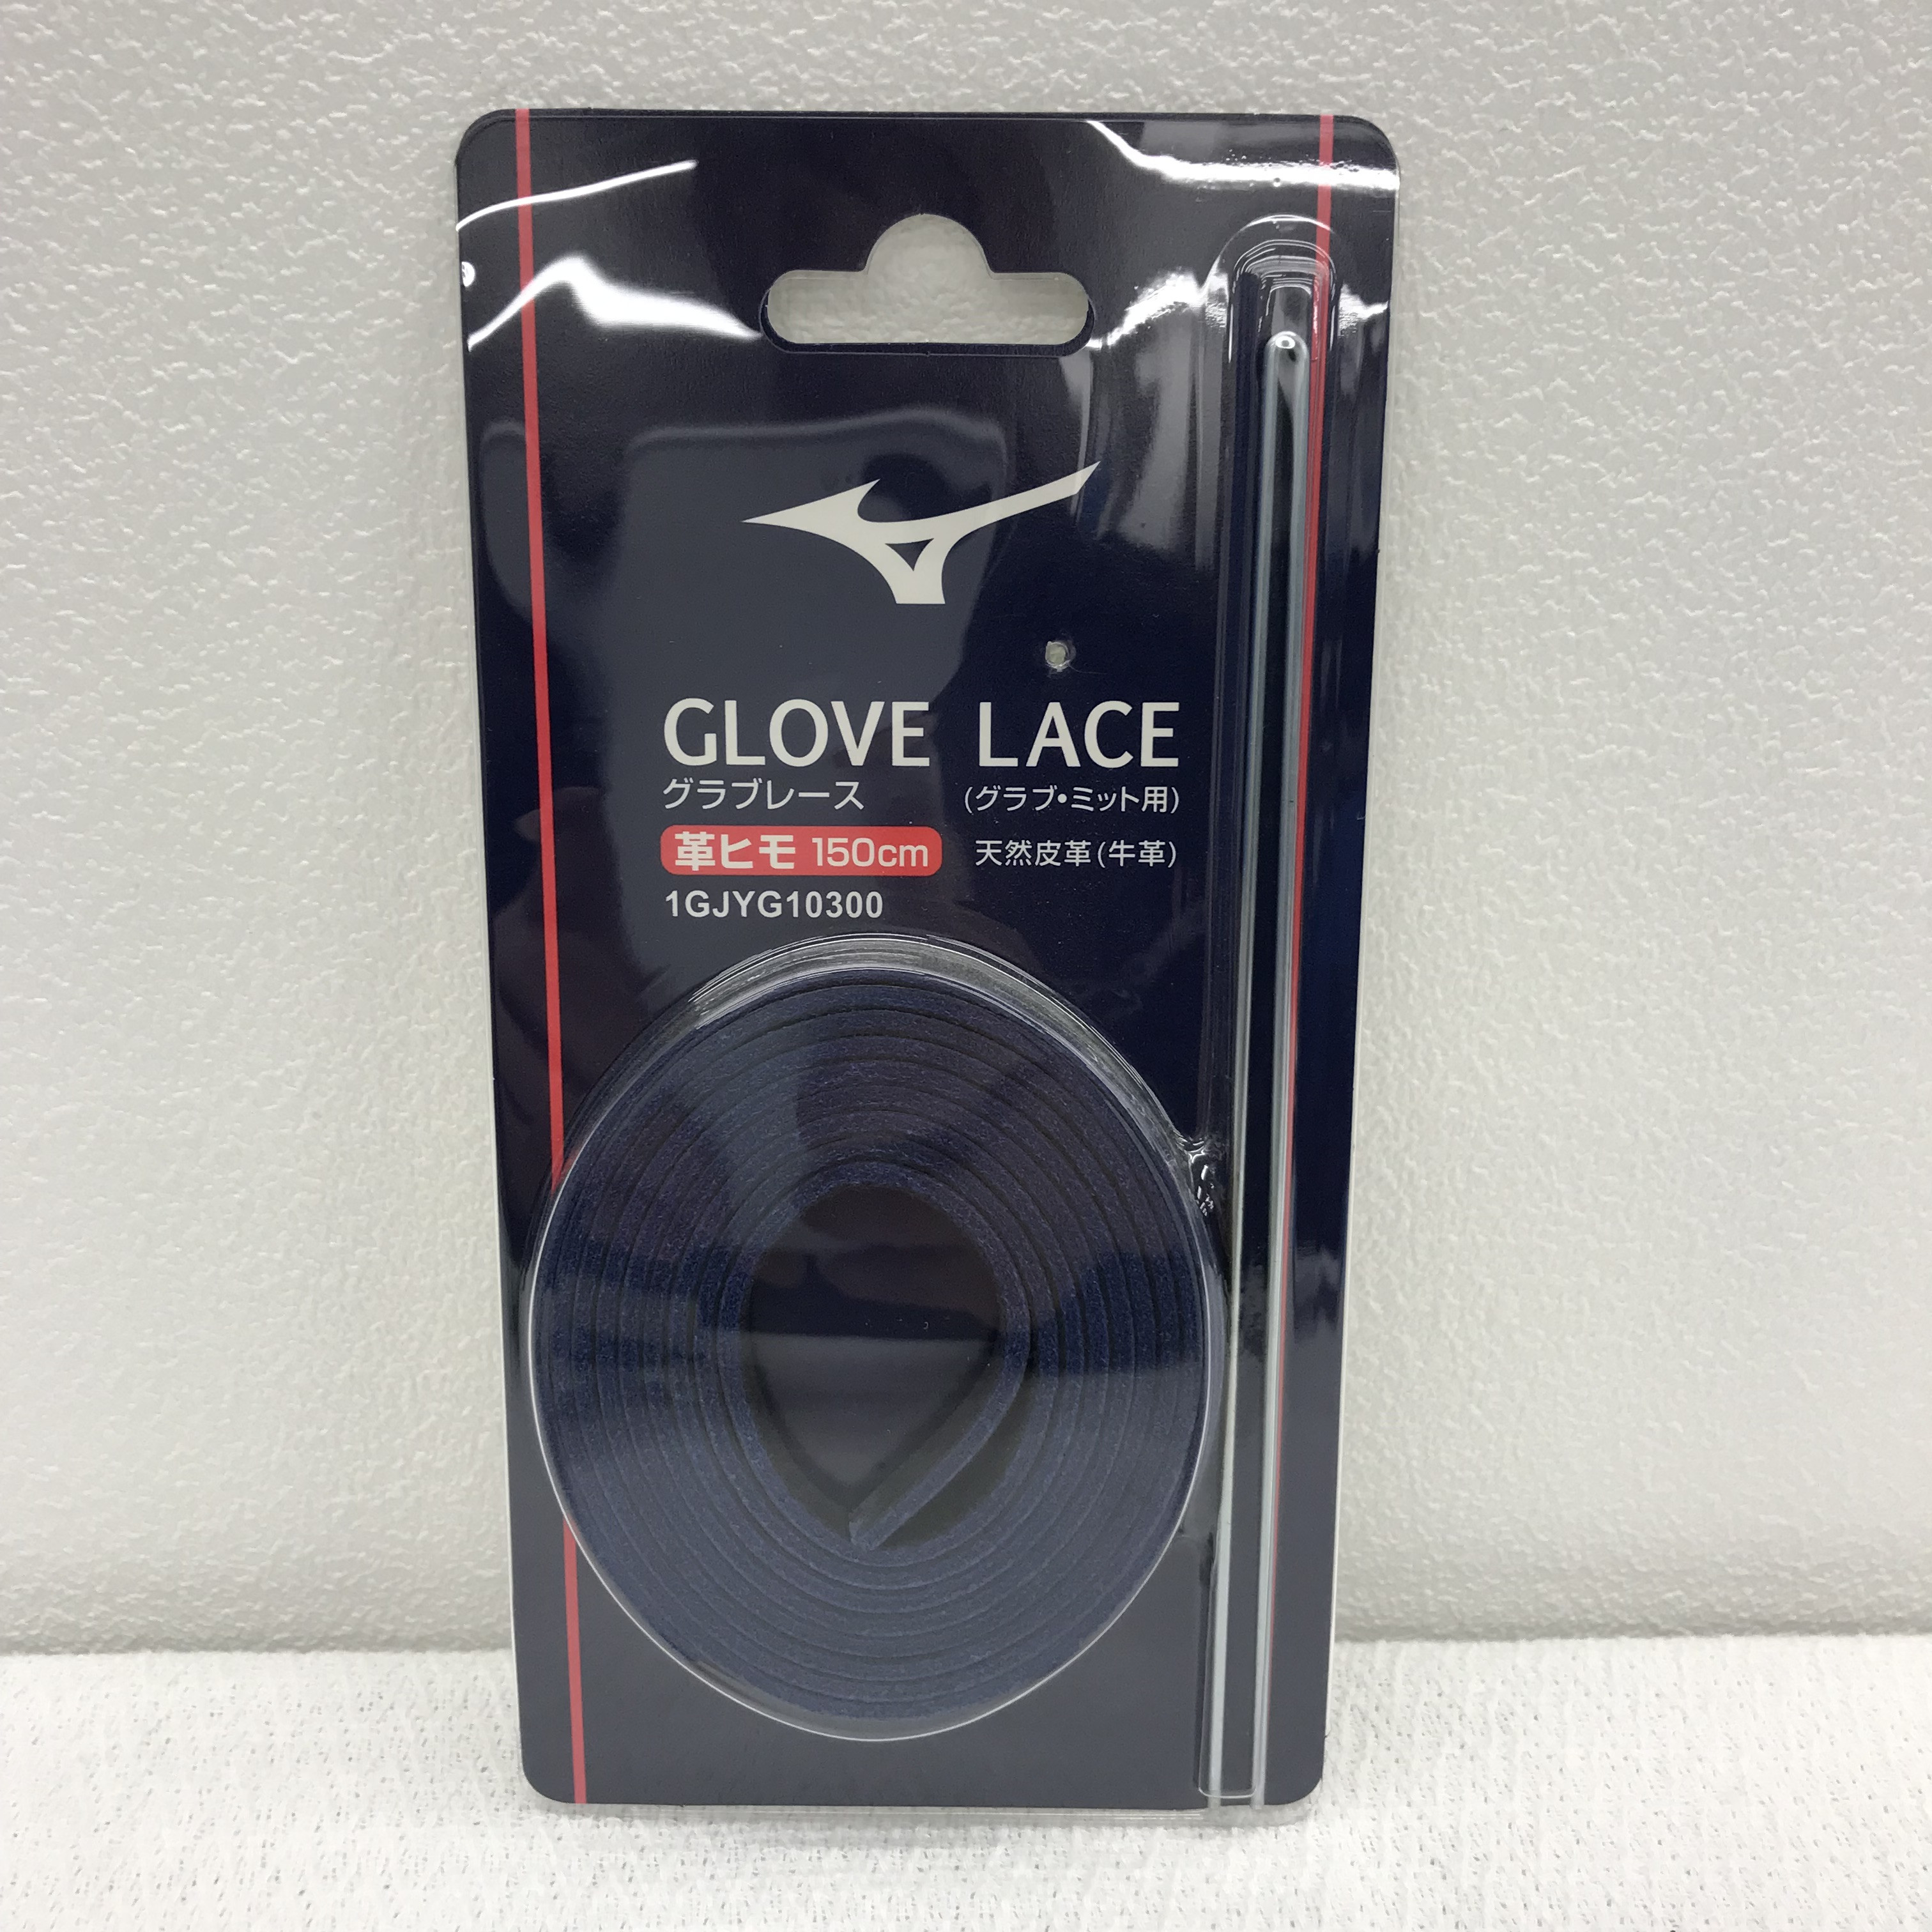 GLOVE LACE
グラブレース (グラブ・ミット用)
革ヒモ 150cm 天然皮革(牛革)
1GJYG10300